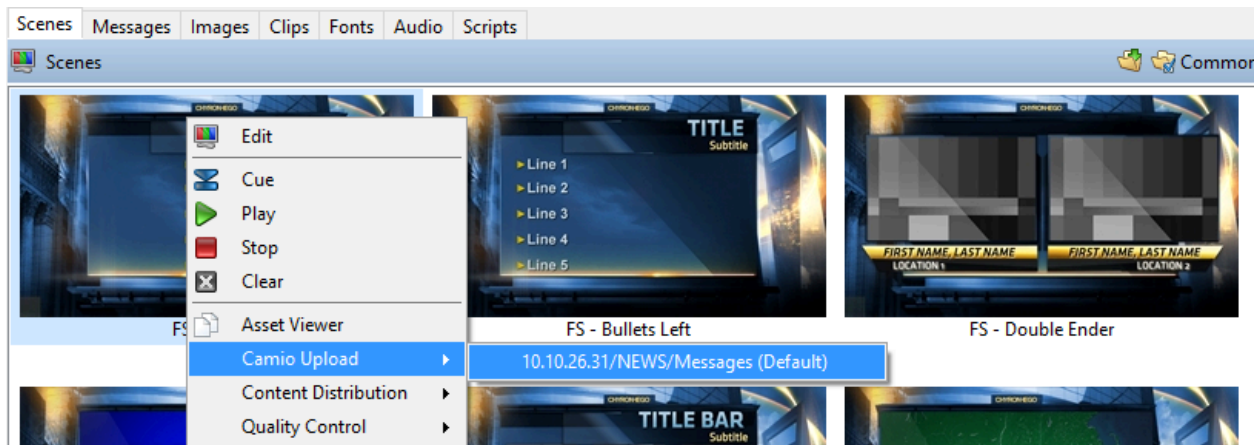 Scenes Messages Images Clips Fonts Audio Scripts
Scenes
Common
CHYRONHEGO
CHYRONHEGO
CHYRONHEGO
TITLE
Subtitle
Line 1
Line 2
Line 3
Line 4
Line 5
FIRST NAME, LAST NAME
LOCATION 1
FIRST NAME, LAST NAME
LOCATION 2
Edit
Cue
Play
Stop
Clear
Asset Viewer
Camio Upload
10.10.26.31/NEWS/Messages (Default)
Content Distribution
Quality Control
FS
FS - Bullets Left
FS - Double Ender
CHYRONHEGO
TITLE BAR
Subtitle
CHYRONHEGO